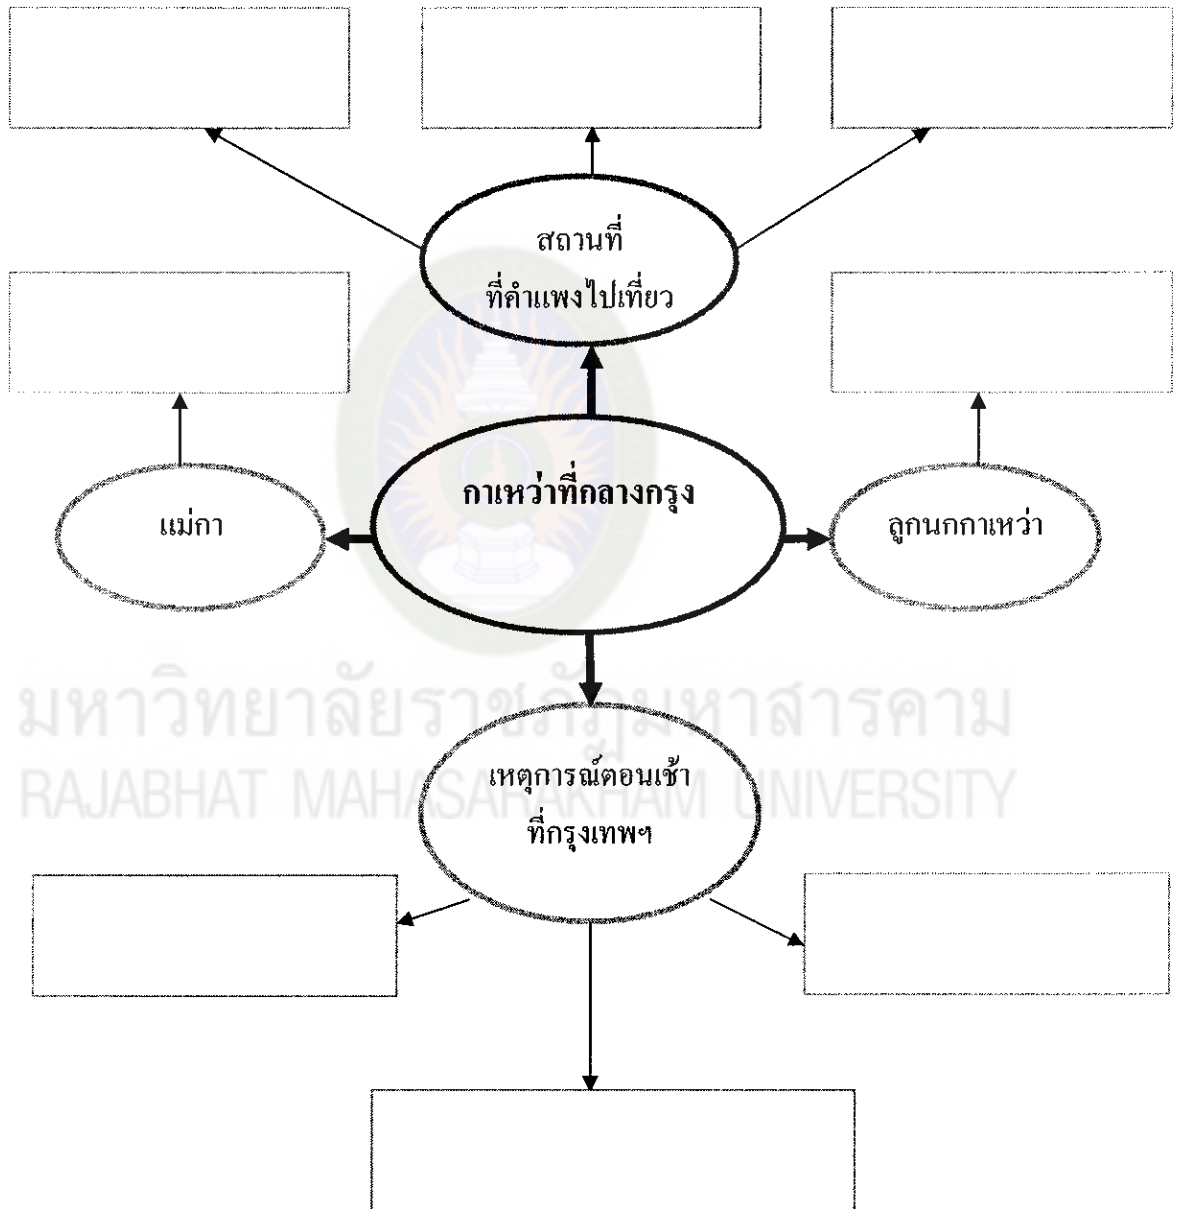 สถานที่
ที่คำแพงไปเที่ยว
กาเหว่าที่กลางกรุง
แม่กา
ลูกนกกาเหว่า
มหาวิทยาลัยราชภัฏมหาสารคาม
RAJABHAT MAHASARAKHAM UNIVERSITY
เหตุการณ์ตอนเช้า
ที่กรุงเทพฯ